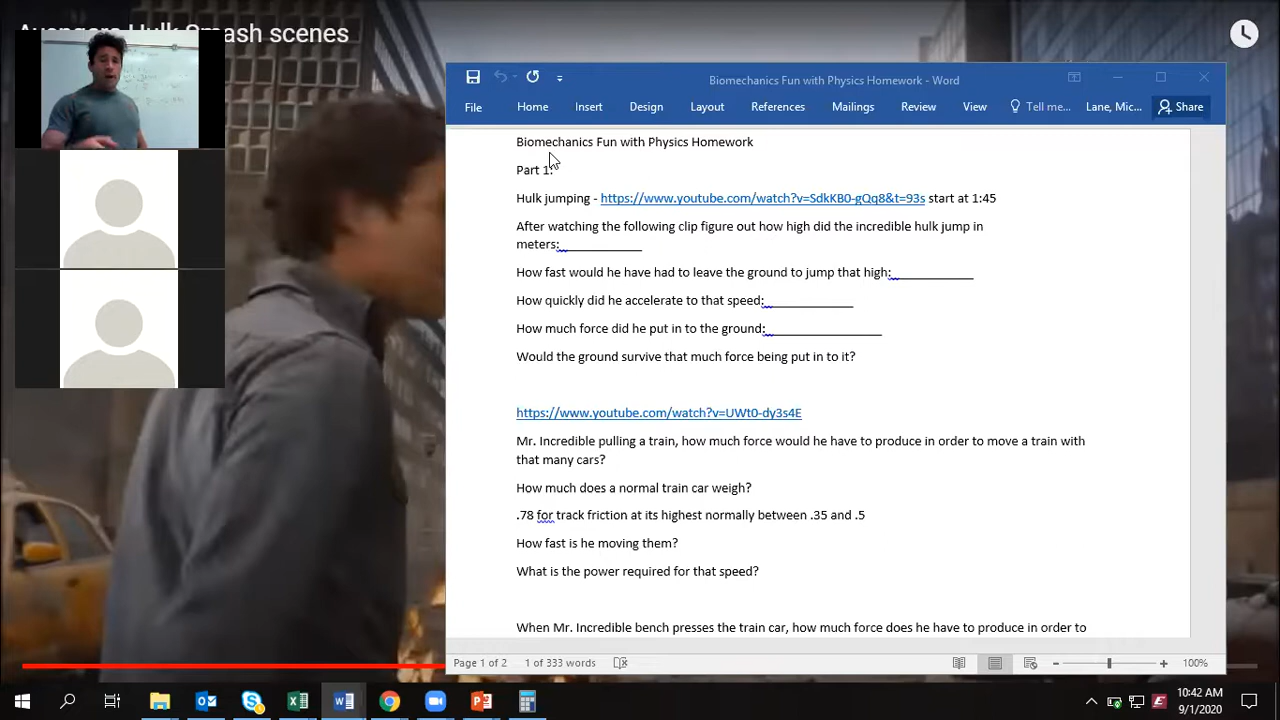 Avengers Hulk Smash scenes
Biomechanics Fun with Physics Homework - Word
File Home Insert Design Layout References Mailings Review View Tell me... Lane, Mic... Share
Biomechanics Fun with Physics Homework
Part 1:
Hulk jumping - https://www.youtube.com/watch?v=SdkKB0-gQq8&t=93s start at 1:45
After watching the following clip figure out how high did the incredible hulk jump in
meters:_____________
How fast would he have had to leave the ground to jump that high:_____________
How quickly did he accelerate to that speed:______________
How much force did he put in to the ground:__________________
Would the ground survive that much force being put in to it?
https://www.youtube.com/watch?v=UWt0-dy3s4E
Mr. Incredible pulling a train, how much force would he have to produce in order to move a train with
that many cars?
How much does a normal train car weigh?
.78 for track friction at its highest normally between .35 and .5
How fast is he moving them?
What is the power required for that speed?
When Mr. Incredible bench presses the train car, how much force does he have to produce in order to
Page 1 of 2 1 of 333 words 100%
10:42 AM
9/1/2020